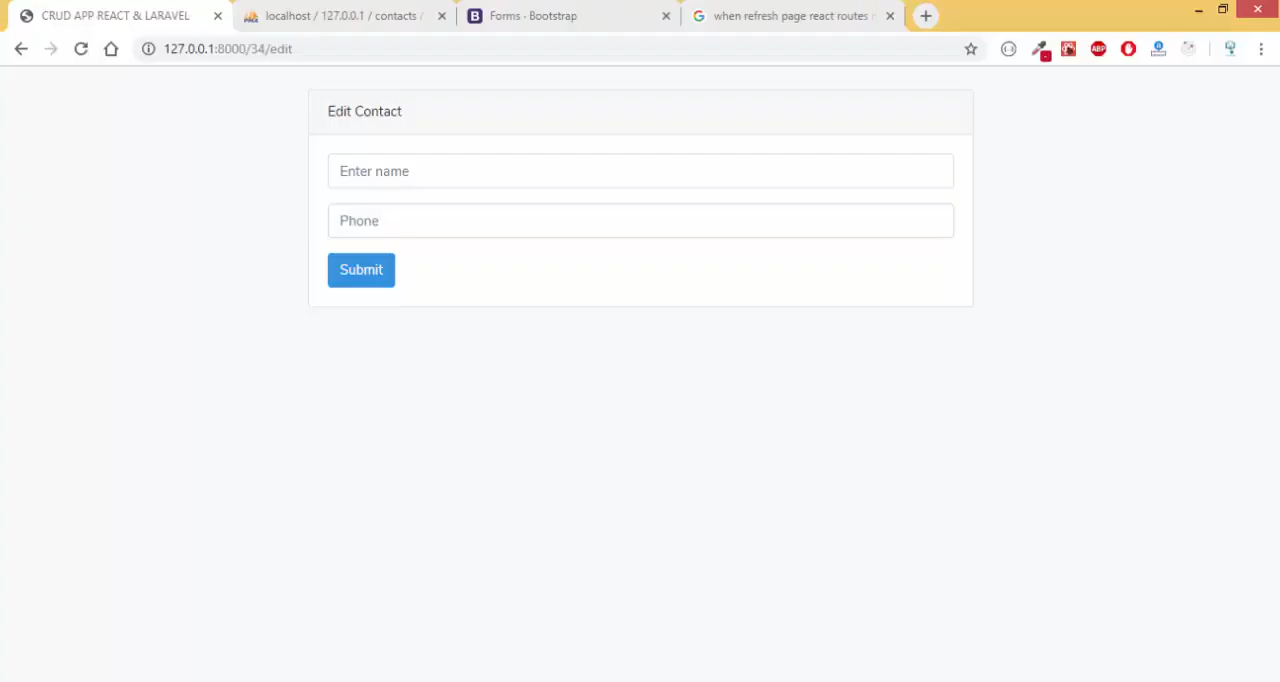 CRUD APP REACT & LARAVEL
localhost / 127.0.0.1 / contacts /
B Forms · Bootstrap
G when refresh page react routes
127.0.0.1:8000/34/edit
ABP
Edit Contact
Enter name
Phone
Submit